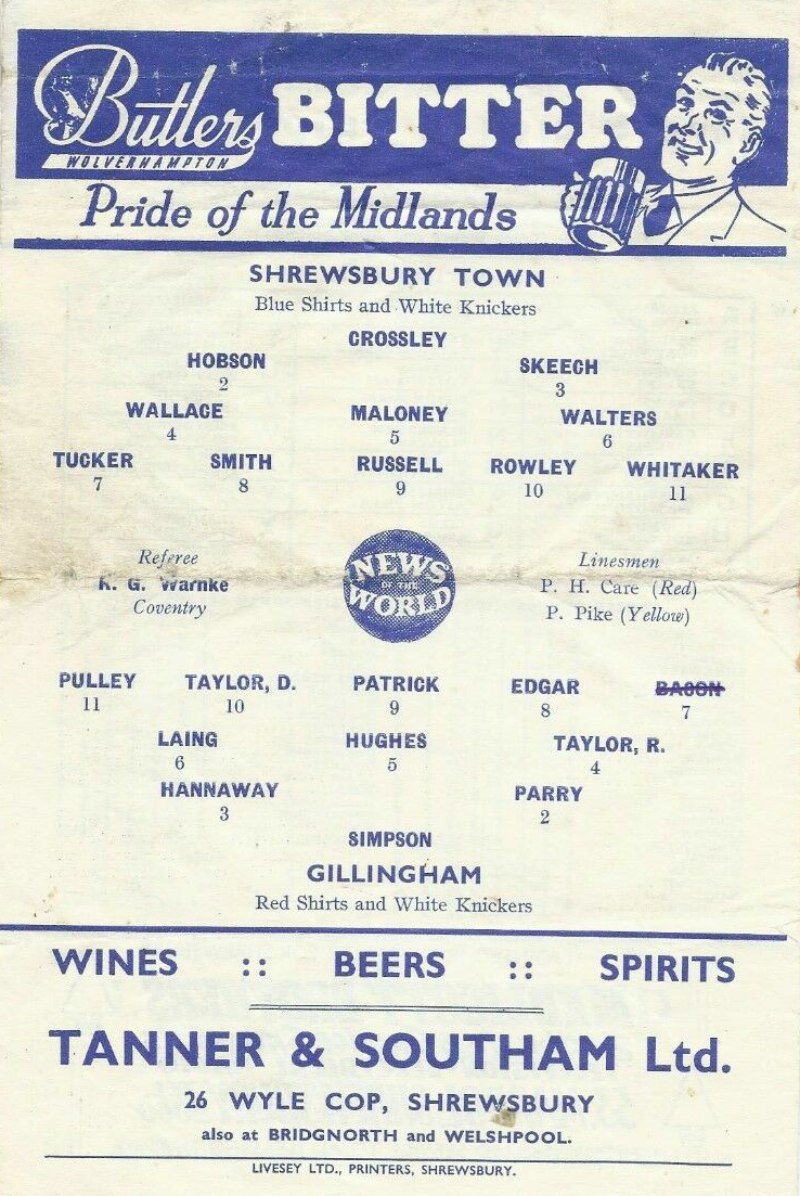 Butlers BITTER
WOLVERHAMPTON
Pride of the Midlands
SHREWSBURY TOWN
Blue Shirts and White Knickers
CROSSLEY
HOBSON SKEECH
2 3
WALLACE MALONEY WALTERS
4 5 6
TUCKER SMITH RUSSELL ROWLEY WHITAKER
7 8 9 10 11
Referee
R. G. Warnke
Coventry
NEWS
OF THE
WORLD
Linesmen
P. H. Care (Red)
P. Pike (Yellow)
PULLEY TAYLOR, D. PATRICK EDGAR BACON
11 10 9 8 7
LAING HUGHES TAYLOR, R.
6 5 4
HANNAWAY PARRY
3 2
SIMPSON
GILLINGHAM
Red Shirts and White Knickers
WINES :: BEERS :: SPIRITS
TANNER & SOUTHAM Ltd.
26 WYLE COP, SHREWSBURY
also at BRIDGNORTH and WELSHPOOL.
LIVESEY LTD., PRINTERS, SHREWSBURY.